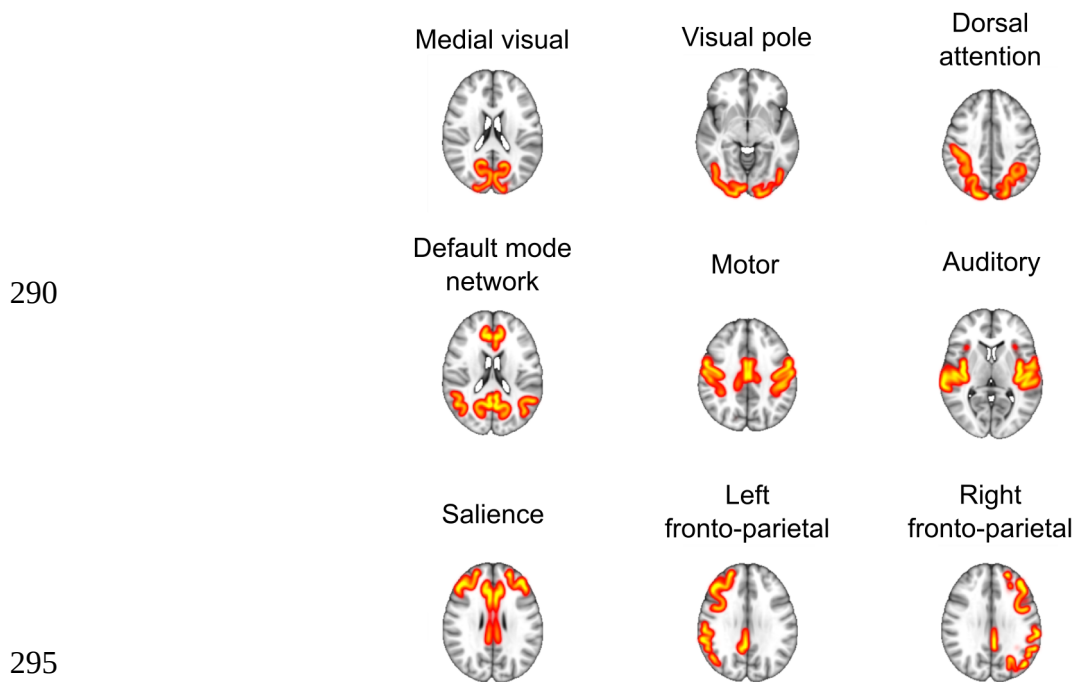 Medial visual
Visual pole
Dorsal
attention
290
Default mode
network
Motor
Auditory
295
Salience
Left
fronto-parietal
Right
fronto-parietal